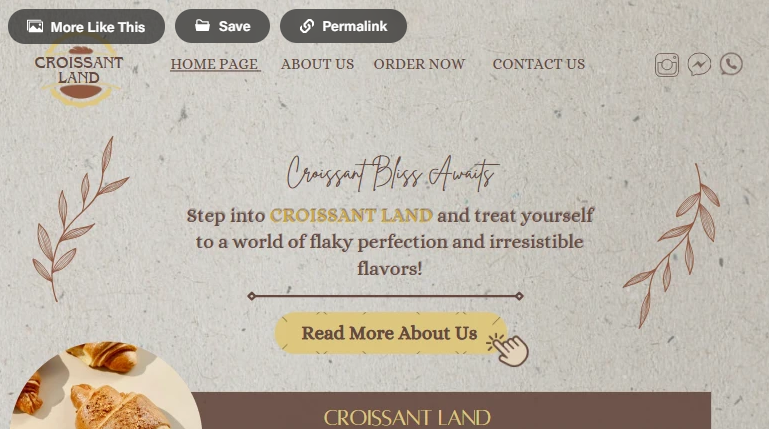 More Like This
Save
Permalink
CROISSANT
LAND
HOME PAGE
ABOUT US
ORDER NOW
CONTACT US
Croissant Bliss Awaits
Step into CROISSANT LAND and treat yourself
to a world of flaky perfection and irresistible
flavors!
Read More About Us
CROISSANT LAND